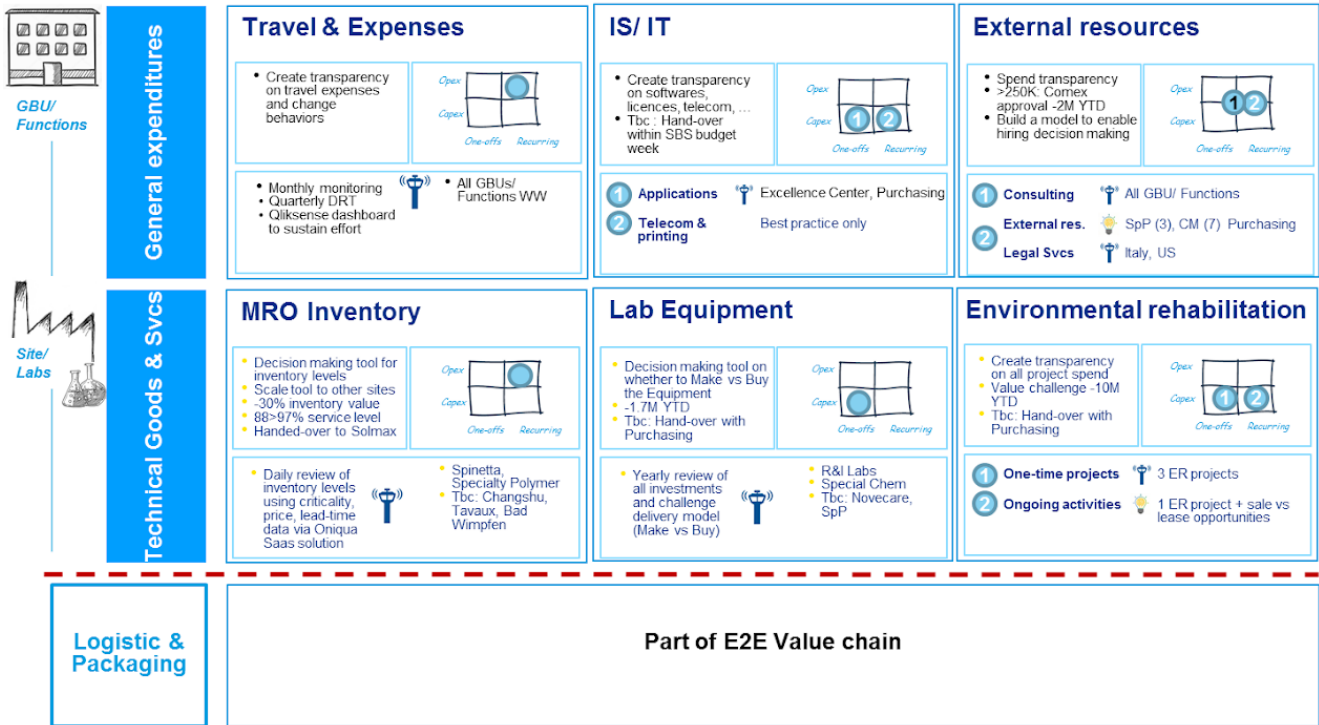 GBU/
Functions
General expenditures
Travel & Expenses
• Create transparency
on travel expenses
and change
behaviors
Opex
Capex
One-offs Recurring
• Monthly monitoring
• Quarterly DRT
• Qliksense dashboard
to sustain effort
• All GBUs/
Functions WW
IS/ IT
• Create transparency
on softwares,
licences, telecom, ...
• Tbc : Hand-over
within SBS budget
week
Opex
Capex
1 2
One-offs Recurring
1 Applications
Excellence Center, Purchasing
2 Telecom &
printing
Best practice only
External resources
• Spend transparency
• >250K: Comex
approval -2M YTD
• Build a model to enable
hiring decision making
Opex
1 2
Capex
One-offs Recurring
1 Consulting
All GBU/ Functions
External res.
SpP (3), CM (7) Purchasing
2
Legal Svcs
Italy, US
Site/
Labs
Technical Goods & Svcs
MRO Inventory
• Decision making tool for
inventory levels
• Scale tool to other sites
• -30% inventory value
• 88>97% service level
• Handed-over to Solmax
Opex
Capex
One-offs Recurring
• Daily review of
inventory levels
using criticality,
price, lead-time
data via Oniqua
Saas solution
• Spinetta,
Specialty Polymer
• Tbc: Changshu,
Tavaux, Bad
Wimpfen
Lab Equipment
• Decision making tool on
whether to Make vs Buy
the Equipment
• -1.7M YTD
• Tbc: Hand-over with
Purchasing
Opex
Capex
One-offs Recurring
• Yearly review of
all investments
and challenge
delivery model
(Make vs Buy)
• R&I Labs
• Special Chem
• Tbc: Novecare,
SpP
Environmental rehabilitation
• Create transparency
on all project spend
• Value challenge -10M
YTD
• Tbc: Hand-over with
Purchasing
Opex
Capex
1 2
One-offs Recurring
1 One-time projects
3 ER projects
2 Ongoing activities
1 ER project + sale vs
lease opportunities
Logistic &
Packaging
Part of E2E Value chain